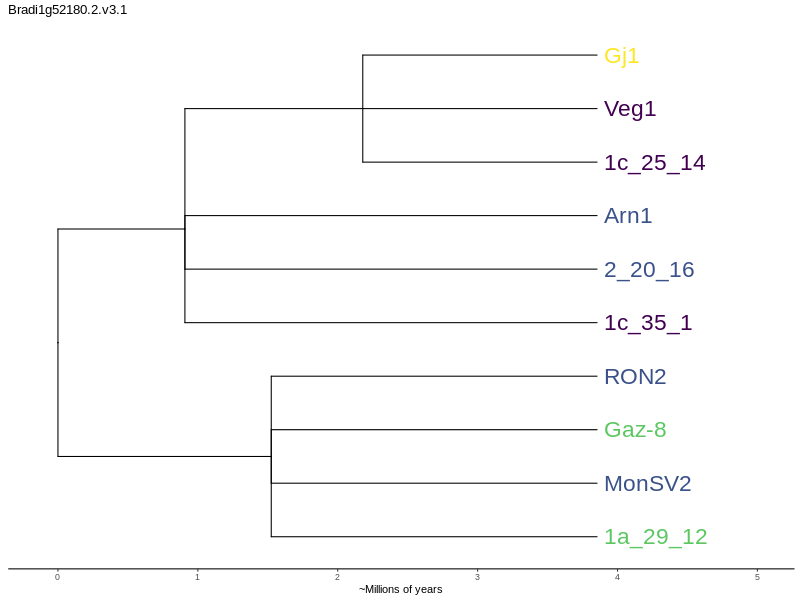 Bradi1g52180.2.v3.1
Gj1
Veg1
1c_25_14
Arn1
2_20_16
1c_35_1
RON2
Gaz-8
MonSV2
1a_29_12
0 1 2 3 4 5
~Millions of years